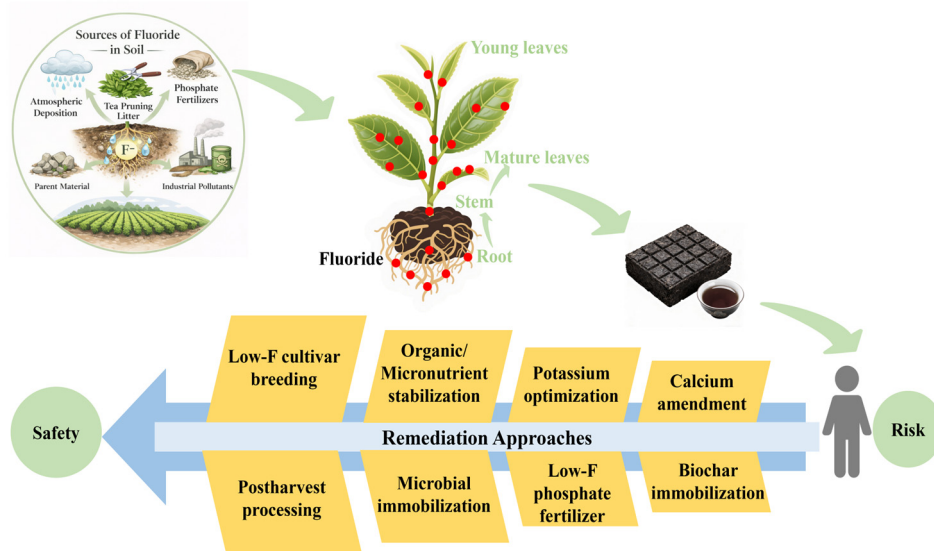 Sources of Fluoride
in Soil
Atmospheric
Deposition
Tea Pruning
Litter
Phosphate
Fertilizers
F−
Parent Material
Industrial Pollutants
Young leaves
Mature leaves
Stem
Root
Fluoride
Low-F cultivar
breeding
Organic/
Micronutrient
stabilization
Potassium
optimization
Calcium
amendment
Safety
Remediation Approaches
Risk
Postharvest
processing
Microbial
immobilization
Low-F
phosphate
fertilizer
Biochar
immobilization